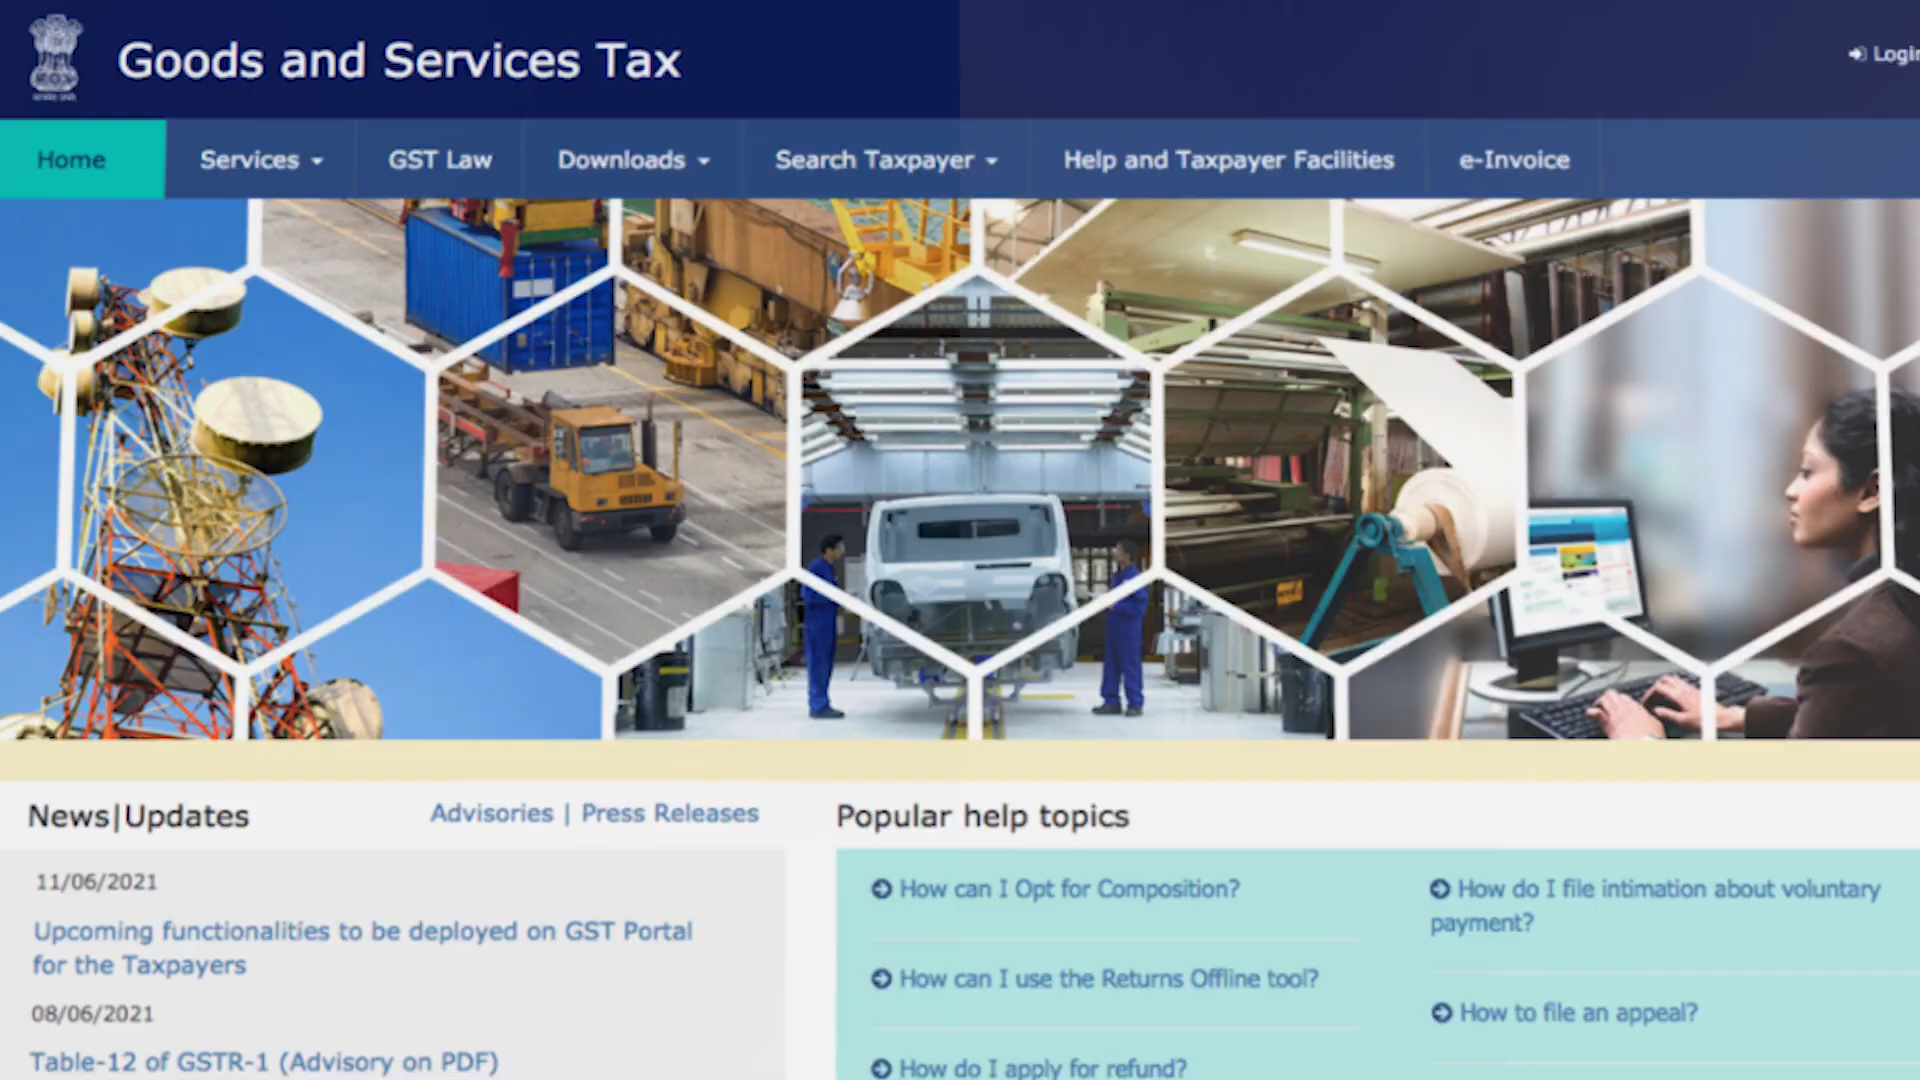 Goods and Services Tax
Login
Home
Services
GST Law
Downloads
Search Taxpayer
Help and Taxpayer Facilities
e-Invoice
News|Updates
Advisories | Press Releases
11/06/2021
Upcoming functionalities to be deployed on GST Portal
for the Taxpayers
08/06/2021
Table-12 of GSTR-1 (Advisory on PDF)
Popular help topics
How can I Opt for Composition?
How can I use the Returns Offline tool?
How do I apply for refund?
How do I file intimation about voluntary
payment?
How to file an appeal?